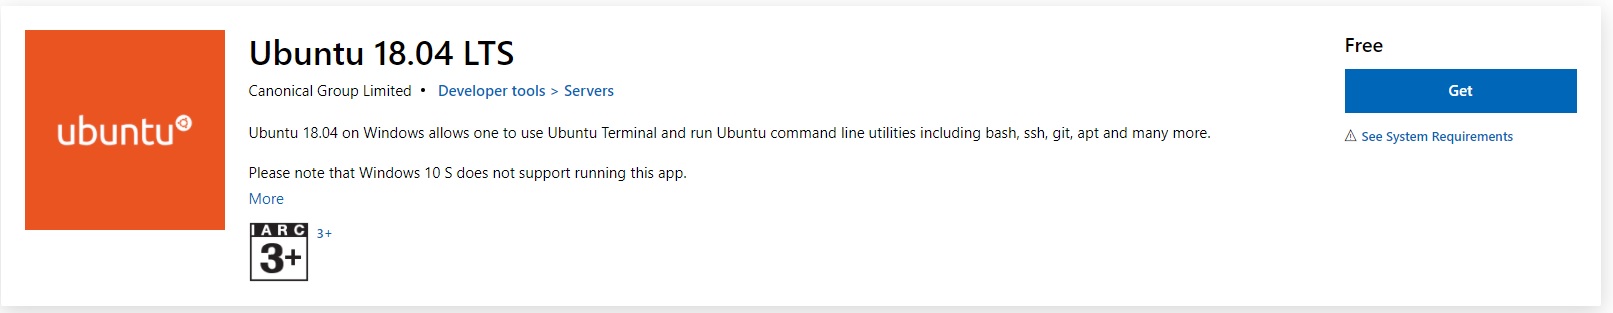 Ubuntu 18.04 LTS
Canonical Group Limited • Developer tools > Servers
Ubuntu 18.04 on Windows allows one to use Ubuntu Terminal and run Ubuntu command line utilities including bash, ssh, git, apt and many more.
Please note that Windows 10 S does not support running this app.
More
IARC
3+
3+
ubuntu
Free
Get
See System Requirements